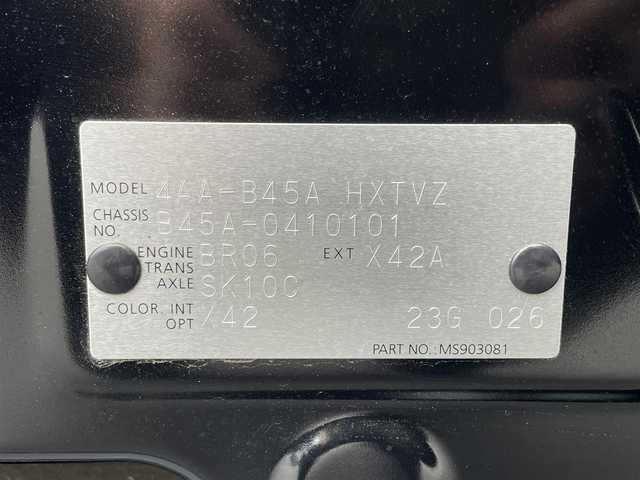 MODEL 4AA-B45A HXTVZ
CHASSIS NO. B45A-0410101
ENGINE BR06 EXT X42A
TRANS
AXLE SK10C
COLOR. INT
OPT X42 23G 026
PART NO.:MS903081